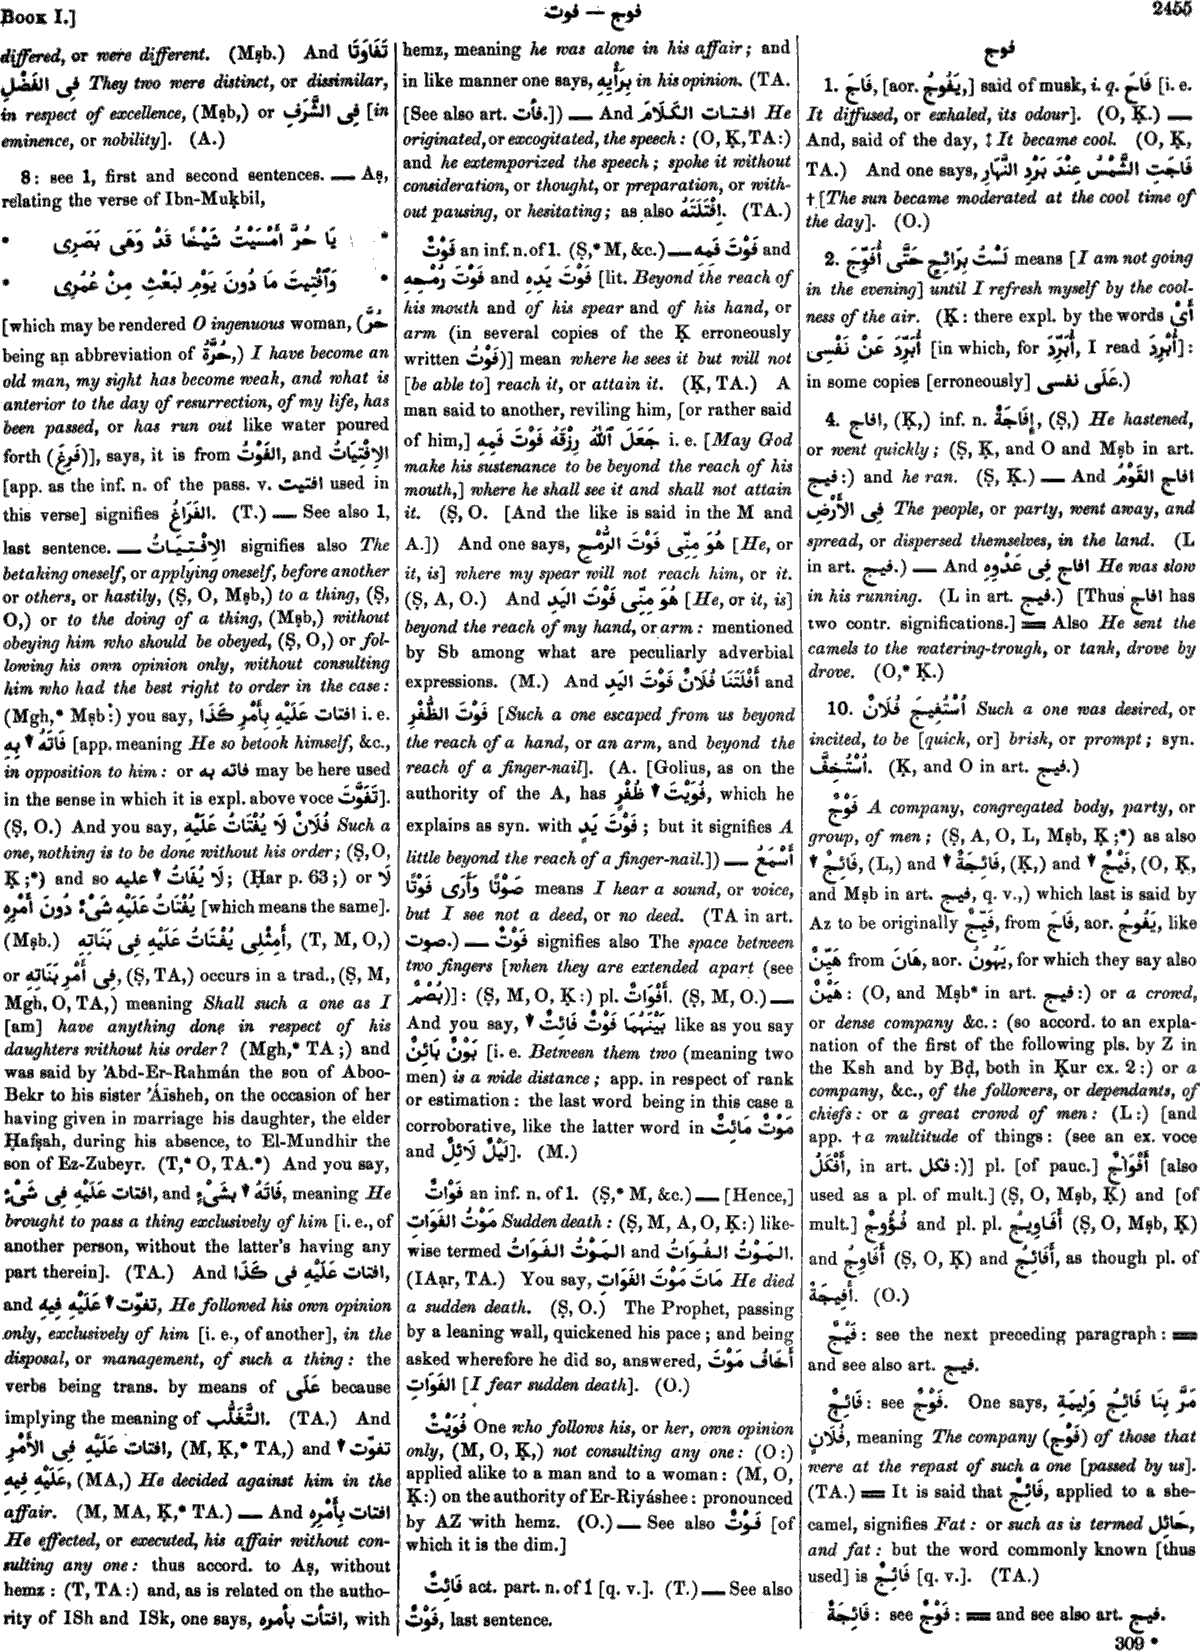 Book I.]
فوت — فوج
2455
differed, or were different. (Mṣb.) And تَفَاوَتَا
فِى الفَضْلِ They two were distinct, or dissimilar,
in respect of excellence, (Mṣb,) or فِى الشَّرَفِ [in
eminence, or nobility]. (A.)
8: see 1, first and second sentences. — Aṣ,
relating the verse of Ibn-Muḳbil,
* يَا حُرَّ أَمْسَيْتُ شَيْخًا قَدْ وَهَى بَصَرِى *
* وَٱفْتِيتَ مَا دُونَ يَوْمِ لبَعْثِ مِنْ عُمُرِى *
[which may be rendered O ingenuous woman, (حُرَّ
being an abbreviation of حُرَّةُ,) I have become an
old man, my sight has become weak, and what is
anterior to the day of resurrection, of my life, has
been passed, or has run out like water poured
forth (فَرِغَ)], says, it is from الفَوْتُ, and الاِفْتِيَاتُ
[app. as the inf. n. of the pass. v. افتيت used in
this verse] signifies الفَرَاغُ. (T.) — See also 1,
last sentence. — الاِفْتِيَاتُ signifies also The
betaking oneself, or applying oneself, before another
or others, or hastily, (Ṣ, O, Mṣb,) to a thing, (Ṣ,
O,) or to the doing of a thing, (Mṣb,) without
obeying him who should be obeyed, (Ṣ, O,) or fol-
lowing his own opinion only, without consulting
him who had the best right to order in the case:
(Mgh,* Mṣb:) you say, افتات عَلَيْهِ بِأَمْرِ كَذَا i. e.
فَاتَهُ ▾ بِهِ [app. meaning He so betook himself, &c.,
in opposition to him: or فاته به may be here used
in the sense in which it is expl. above voce تَفَوَّتَ].
(Ṣ, O.) And you say, فُلَانٌ لَا يُفْتَاتُ عَلَيْهِ Such a
one, nothing is to be done without his order; (Ṣ, O,
Ḳ;*) and so لَا يُفَاتُ ▾ عليه; (Ḥar p. 63;) or لَا
يُفْتَاتُ عَلَيْهِ شَىْءٌ دُونَ أَمْرِهِ [which means the same].
(Mṣb.) أَمِثْلِى يُفْتَاتُ عَلَيْهِ فِى بَنَاتِهِ, (T, M, O,)
or فِى أَمْرِ بَنَاتِهِ, (Ṣ, TA,) occurs in a trad., (Ṣ, M,
Mgh, O, TA,) meaning Shall such a one as I
[am] have anything done in respect of his
daughters without his order? (Mgh,* TA;) and
was said by 'Abd-Er-Rahmán the son of Aboo-
Bekr to his sister 'Áïsheh, on the occasion of her
having given in marriage his daughter, the elder
Ḥafṣah, during his absence, to El-Mundhir the
son of Ez-Zubeyr. (T,* O, TA.*) And you say,
افتات عَلَيْهِ فِى شَىْءٍ, and فَاتَهُ ▾ بِشَىْءٍ, meaning He
brought to pass a thing exclusively of him [i. e., of
another person, without the latter's having any
part therein]. (TA.) And افتات عَلَيْهِ فِى كَذَا,
and تفوّت ▾ عَلَيْهِ فِيهِ, He followed his own opinion
only, exclusively of him [i. e., of another], in the
disposal, or management, of such a thing: the
verbs being trans. by means of عَلَى because
implying the meaning of التَّغَلُّب. (TA.) And
افتات عَلَيْهِ فِى الأَمْرِ, (M, Ḳ,* TA,) and تفوّت ▾
عَلَيْهِ فِيهِ, (MA,) He decided against him in the
affair. (M, MA, Ḳ,* TA.) — And افتات بِأَمْرِهِ
He effected, or executed, his affair without con-
sulting any one: thus accord. to Aṣ, without
hemz: (T, TA:) and, as is related on the autho-
rity of ISh and ISk, one says, افتأت بأمره, with
hemz, meaning he was alone in his affair; and
in like manner one says, بِرَأْيِهِ in his opinion. (TA.
[See also art. فأت.]) — And افتات الكَلَامَ He
originated, or excogitated, the speech: (O, Ḳ, TA:)
and he extemporized the speech; spoke it without
consideration, or thought, or preparation, or with-
out pausing, or hesitating; as also اِفْتَلَتَهُ. (TA.)
فَوْتٌ an inf. n. of 1. (Ṣ,* M, &c.) — فَوْتَ فَمِهِ and
فَوْتَ رُمْحِهِ and فَوْتَ يَدِهِ [lit. Beyond the reach of
his mouth and of his spear and of his hand, or
arm (in several copies of the Ḳ erroneously
written فَوْتُ)] mean where he sees it but will not
[be able to] reach it, or attain it. (Ḳ, TA.) A
man said to another, reviling him, [or rather said
of him,] جَعَلَ ٱللّٰهُ رِزْقَهُ فَوْتَ فَمِهِ i. e. [May God
make his sustenance to be beyond the reach of his
mouth,] where he shall see it and shall not attain
it. (Ṣ, O. [And the like is said in the M and
A.]) And one says, هُوَ مِنِّى فَوْتَ الرُّمْحِ [He, or
it, is] where my spear will not reach him, or it.
(Ṣ, A, O.) And هُوَ مِنِّى فَوْتَ اليَدِ [He, or it, is]
beyond the reach of my hand, or arm: mentioned
by Sb among what are peculiarly adverbial
expressions. (M.) And أَفْلَتَنَا فُلَانٌ فَوْتَ اليَدِ and
فَوْتَ الظُّفْرِ [Such a one escaped from us beyond
the reach of a hand, or an arm, and beyond the
reach of a finger-nail]. (A. [Golius, as on the
authority of the A, has فُوَيْتَ ▾ ظُفْرٍ, which he
explains as syn. with فَوْتَ يَدٍ; but it signifies A
little beyond the reach of a finger-nail.]) — أَسْمَعُ
صَوْتًا وَأَرَى فَوْتًا means I hear a sound, or voice,
but I see not a deed, or no deed. (TA in art.
صوت.) — فَوْتٌ signifies also The space between
two fingers [when they are extended apart (see
بُصْمٌ)]: (Ṣ, M, O, Ḳ:) pl. أَفْوَاتٌ. (Ṣ, M, O.) —
And you say, بَيْنَهُمَا فَوْتٌ فَائِتٌ ▾ like as you say
بَوْنٌ بَائِنٌ [i. e. Between them two (meaning two
men) is a wide distance; app. in respect of rank
or estimation: the last word being in this case a
corroborative, like the latter word in مَوْتٌ مَائِتٌ
and لَيْلٌ لَائِلٌ]. (M.)
فَوَاتٌ an inf. n. of 1. (Ṣ,* M, &c.) — [Hence,]
مَوْتُ الفَوَاتِ Sudden death: (Ṣ, M, A, O, Ḳ:) like-
wise termed المَوْتُ الفَوَاتُ and المَوْتُ الفُوَاتُ.
(IAạr, TA.) You say, مَاتَ مَوْتَ الفَوَاتِ He died
a sudden death. (Ṣ, O.) The Prophet, passing
by a leaning wall, quickened his pace; and being
asked wherefore he did so, answered, أَخَافُ مَوْتَ
الفَوَاتِ [I fear sudden death]. (O.)
فُوَيْتٌ One who follows his, or her, own opinion
only, (M, O, Ḳ,) not consulting any one: (O:)
applied alike to a man and to a woman: (M, O,
Ḳ:) on the authority of Er-Riyáshee: pronounced
by AZ with hemz. (O.) — See also فَوْتٌ [of
which it is the dim.]
فَائِتٌ act. part. n. of 1 [q. v.]. (T.) — See also
فَوْتٌ, last sentence.
فوج
1. فَاجَ, [aor. يَفُوجُ,] said of musk, i. q. فَاحَ [i. e.
It diffused, or exhaled, its odour]. (O, Ḳ.) —
And, said of the day, ‡ It became cool. (O, Ḳ,
TA.) And one says, فَاجَتِ الشَّمْسُ عِنْدَ بَرْدِ النَّهَارِ
† [The sun became moderated at the cool time of
the day]. (O.)
2. لَسْتُ بِرَائِحٍ حَتَّى أُفَوِّجَ means [I am not going
in the evening] until I refresh myself by the cool-
ness of the air. (Ḳ: there expl. by the words أَىْ
أُبَرِّدَ عَنْ نَفْسِى [in which, for أُبَرِّدَ, I read أُبْرِدَ]:
in some copies [erroneously] عَلَى نفسى.)
4. افاج, (Ḳ,) inf. n. إِفَاجَةٌ, (Ṣ,) He hastened,
or went quickly; (Ṣ, Ḳ, and O and Mṣb in art.
فيج:) and he ran. (Ṣ, Ḳ.) — And افاج القَوْمُ
فِى الأَرْضِ The people, or party, went away, and
spread, or dispersed themselves, in the land. (L
in art. فيج.) — And افاج فِى عَدْوِهِ He was slow
in his running. (L in art. فيج.) [Thus افاج has
two contr. significations.] ═ Also He sent the
camels to the watering-trough, or tank, drove by
drove. (O,* Ḳ.)
10. اُسْتُفِيجَ فُلَانٌ Such a one was desired, or
incited, to be [quick, or] brisk, or prompt; syn.
اُسْتُخِفَّ. (Ḳ, and O in art. فيج.)
فَوْجٌ A company, congregated body, party, or
group, of men; (Ṣ, A, O, L, Mṣb, Ḳ;*) as also
▾ فَائِجٌ, (L,) and ▾ فَائِجَةٌ, (Ḳ,) and ▾ فَيْجٌ, (O, Ḳ,
and Mṣb in art. فيج, q. v.,) which last is said by
Az to be originally فَيِّجٌ, from فَاجَ, aor. يَفُوجُ, like
هَيِّنٌ from هَانَ, aor. يَهُونُ, for which they say also
هَيْنٌ: (O, and Mṣb* in art. فيج:) or a crowd,
or dense company &c.: (so accord. to an expla-
nation of the first of the following pls. by Z in
the Ksh and by Bḍ, both in Ḳur cx. 2:) or a
company, &c., of the followers, or dependants, of
chiefs: or a great crowd of men: (L:) [and
app. † a multitude of things: (see an ex. voce
أَفْكَلُ, in art. فكل:)] pl. [of pauc.] أَفْوَاجٌ [also
used as a pl. of mult.] (Ṣ, O, Mṣb, Ḳ) and [of
mult.] فُؤُوجٌ and pl. pl. أَفَاوِيجُ (Ṣ, O, Mṣb, Ḳ)
and أَفَاوِجُ (Ṣ, O, Ḳ) and أَفَائِجُ, as though pl. of
أَفِيجَةٌ. (O.)
فَيْجٌ: see the next preceding paragraph: ═
and see also art. فيج.
فَائِجٌ: see فَوْجٌ. One says, مَرَّ بِنَا فَائِجُ وَلِيمَةِ
فُلَانٍ, meaning The company (فَوْج) of those that
were at the repast of such a one [passed by us].
(TA.) ═ It is said that فَائِجٌ, applied to a she-
camel, signifies Fat: or such as is termed حَائِل,
and fat: but the word commonly known [thus
used] is فَاثِجٌ [q. v.]. (TA.)
فَائِجَةٌ: see فَوْجٌ: ═ and see also art. فيج.
309 *